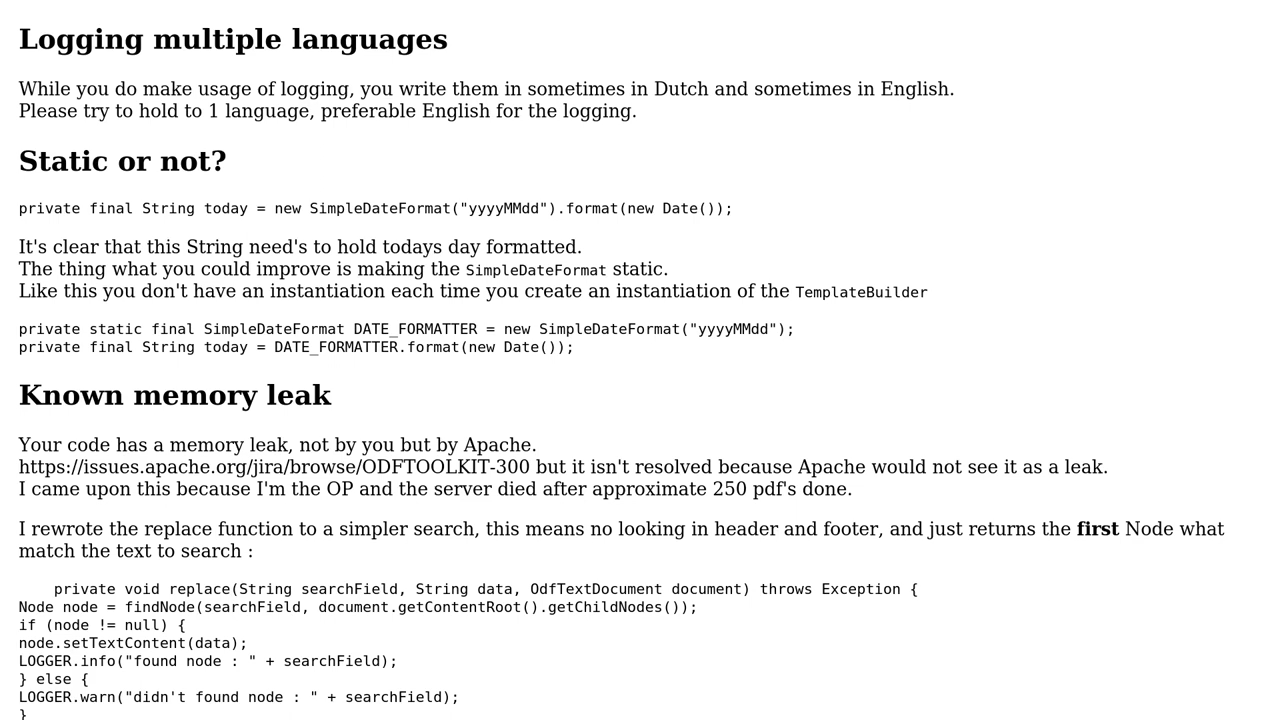 Logging multiple languages
While you do make usage of logging, you write them in sometimes in Dutch and sometimes in English.
Please try to hold to 1 language, preferable English for the logging.
Static or not?
private final String today = new SimpleDateFormat("yyyyMMdd").format(new Date());
It's clear that this String need's to hold todays day formatted.
The thing what you could improve is making the SimpleDateFormat static.
Like this you don't have an instantiation each time you create an instantiation of the TemplateBuilder
private static final SimpleDateFormat DATE_FORMATTER = new SimpleDateFormat("yyyyMMdd");
private final String today = DATE_FORMATTER.format(new Date());
Known memory leak
Your code has a memory leak, not by you but by Apache.
https://issues.apache.org/jira/browse/ODFTOOLKIT-300 but it isn't resolved because Apache would not see it as a leak.
I came upon this because I'm the OP and the server died after approximate 250 pdf's done.
I rewrote the replace function to a simpler search, this means no looking in header and footer, and just returns the first Node what
match the text to search :
private void replace(String searchField, String data, OdfTextDocument document) throws Exception {
Node node = findNode(searchField, document.getContentRoot().getChildNodes());
if (node != null) {
node.setTextContent(data);
LOGGER.info("found node : " + searchField);
} else {
LOGGER.warn("didn't found node : " + searchField);
}